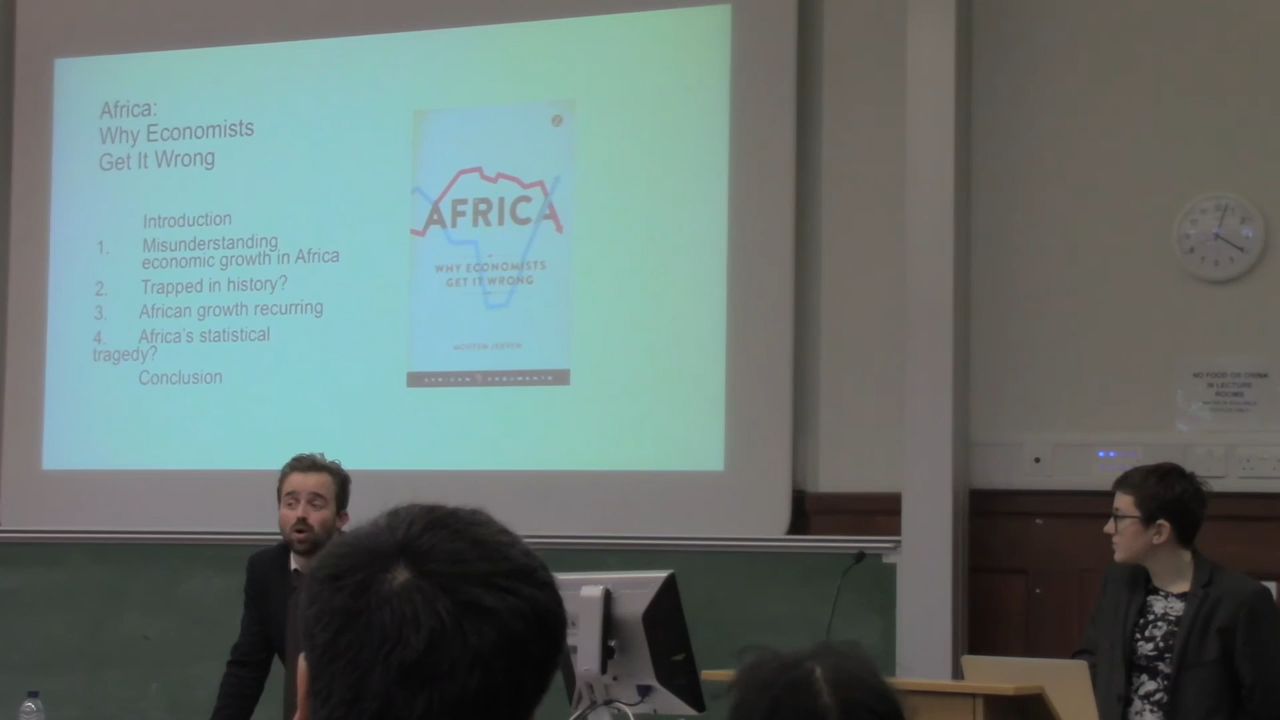 Africa:
Why Economists
Get It Wrong
Introduction
1. Misunderstanding
economic growth in Africa
2. Trapped in history?
3. African growth recurring
4. Africa's statistical
tragedy?
Conclusion
AFRICA
WHY ECONOMISTS
GET IT WRONG
MORTEN JERVEN
AFRICAN ARGUMENTS
NO FOOD OR DRINK
IN LECTURE
ROOMS